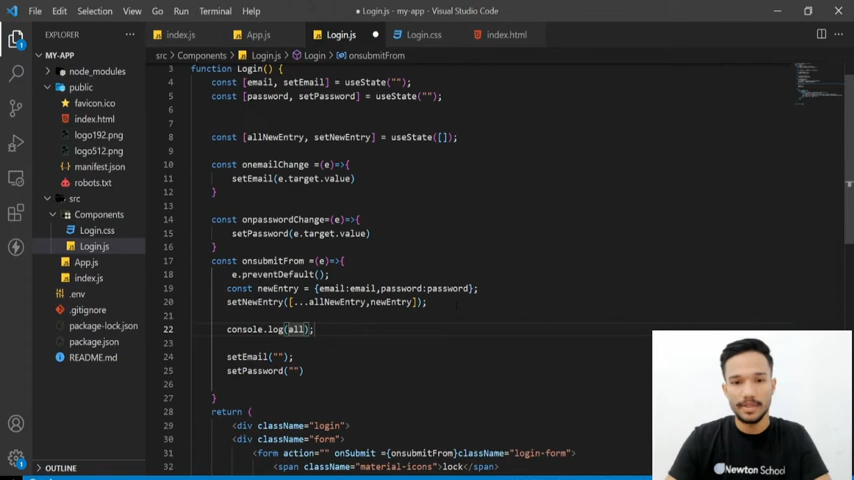 File Edit Selection View Go Run Terminal Help
● Login.js - my-app - Visual Studio Code
EXPLORER
index.js
App.js
Login.js ●
Login.css
index.html
MY-APP
src > Components > Login.js > Login > onsubmitFrom
node_modules
public
favicon.ico
index.html
logo192.png
logo512.png
manifest.json
robots.txt
src
Components
Login.css
Login.js
App.js
index.js
.env
.gitignore
package-lock.json
package.json
README.md
OUTLINE
1
1
3 function Login() {
4 const [email, setEmail] = useState("");
5 const [password, setPassword] = useState("");
6
7
8 const [allNewEntry, setNewEntry] = useState([]);
9
10 const onemailChange =(e)=>{
11 setEmail(e.target.value)
12 }
13
14 const onpasswordChange=(e)=>{
15 setPassword(e.target.value)
16 }
17 const onsubmitFrom =(e)=>{
18 e.preventDefault();
19 const newEntry = {email:email,password:password};
20 setNewEntry([...allNewEntry,newEntry]);
21
22 console.log(all);
23
24 setEmail("");
25 setPassword("")
26
27 }
28 return (
29 <div className="login">
30 <div className="form">
31 <form action="" onSubmit ={onsubmitFrom}className="login-form">
32 <span className="material-icons">lock</span>
Newton School